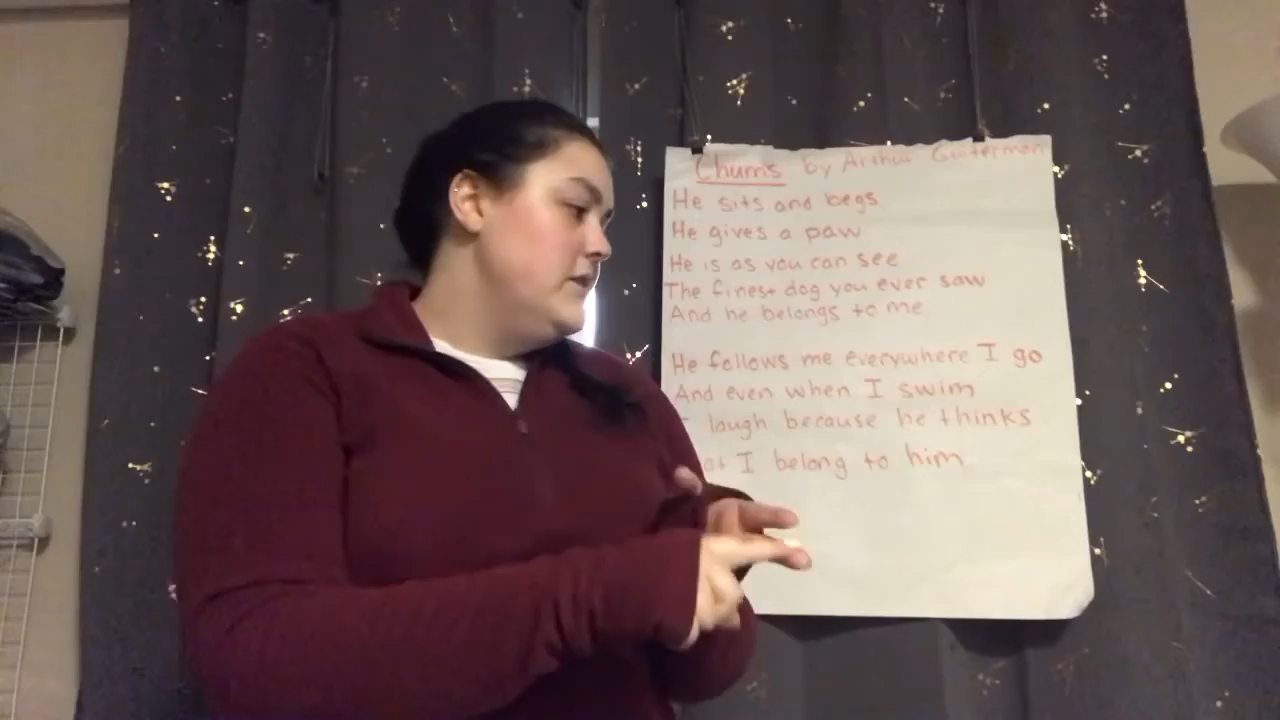 Chums by Arthur Guiterman
He sits and begs
He gives a paw
He is as you can see
The finest dog you ever saw
And he belongs to me
He follows me everywhere I go
And even when I swim
laugh because he thinks
I belong to him